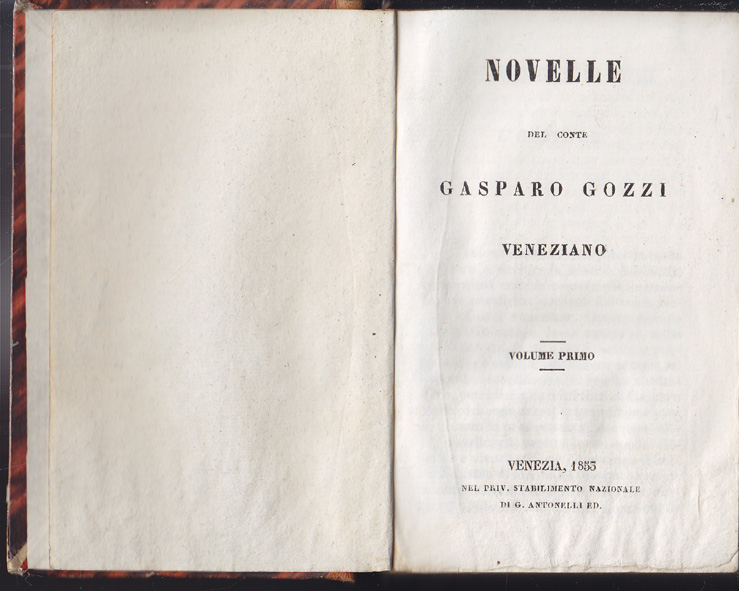 NOVELLE
DEL CONTE
GASPARO GOZZI
VENEZIANO
VOLUME PRIMO
VENEZIA, 1853
NEL PRIV. STABILIMENTO NAZIONALE
DI G. ANTONELLI ED.